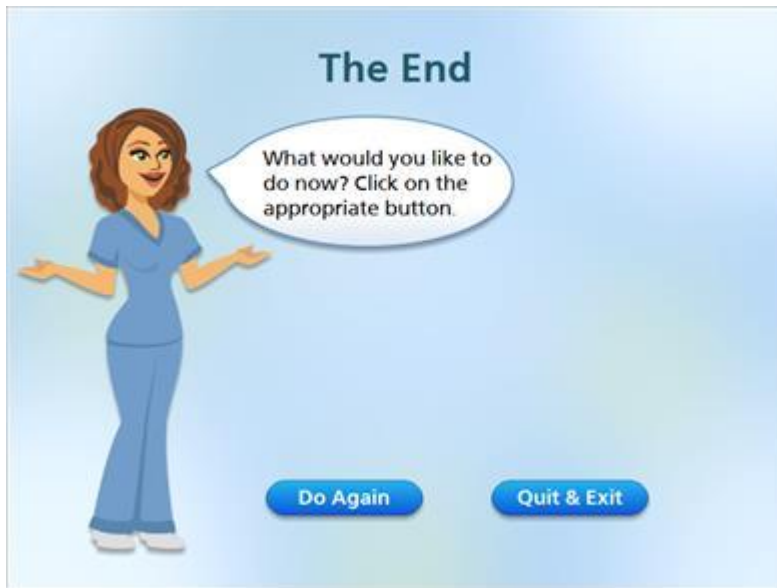 The End
What would you like to
do now? Click on the
appropriate button.
Do Again
Quit & Exit